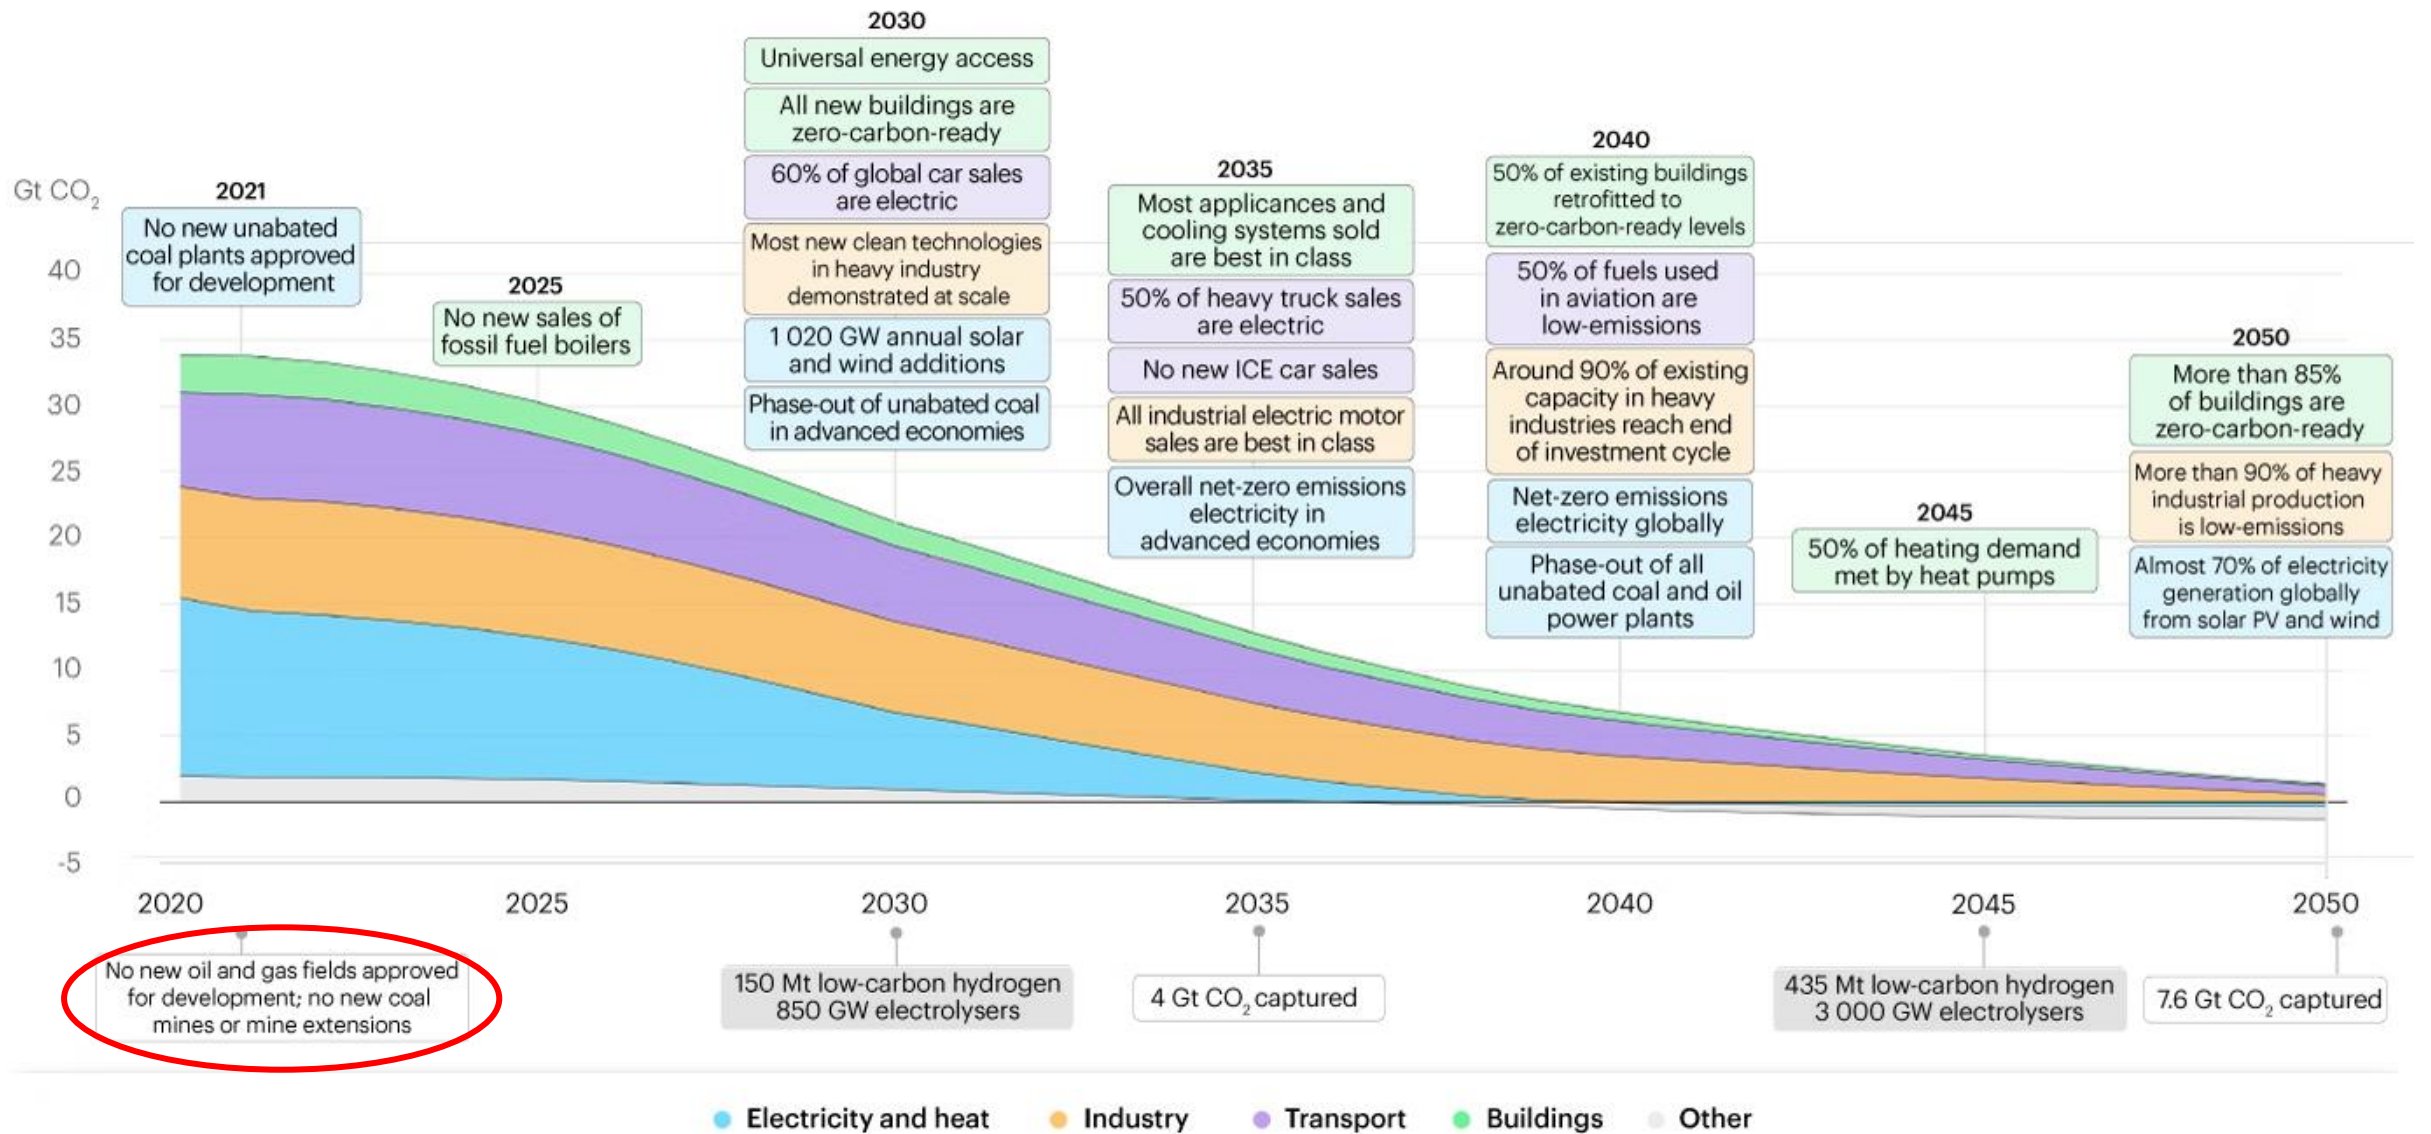 2030
Universal energy access
All new buildings are
zero-carbon-ready
60% of global car sales
are electric
Most new clean technologies
in heavy industry
demonstrated at scale
1 020 GW annual solar
and wind additions
Phase-out of unabated coal
in advanced economies
2040
50% of existing buildings
retrofitted to
zero-carbon-ready levels
50% of fuels used
in aviation are
low-emissions
Around 90% of existing
capacity in heavy
industries reach end
of investment cycle
Net-zero emissions
electricity globally
Phase-out of all
unabated coal and oil
power plants
2035
Most applicances and
cooling systems sold
are best in class
50% of heavy truck sales
are electric
No new ICE car sales
All industrial electric motor
sales are best in class
Overall net-zero emissions
electricity in
advanced economies
Gt CO₂
2021
No new unabated
coal plants approved
for development
2025
No new sales of
fossil fuel boilers
2050
More than 85%
of buildings are
zero-carbon-ready
More than 90% of heavy
industrial production
is low-emissions
Almost 70% of electricity
generation globally
from solar PV and wind
2045
50% of heating demand
met by heat pumps
40
35
30
25
20
15
10
5
0
-5
2020
2025
2030
2035
2040
2045
2050
No new oil and gas fields approved
for development; no new coal
mines or mine extensions
150 Mt low-carbon hydrogen
850 GW electrolysers
4 Gt CO₂ captured
435 Mt low-carbon hydrogen
3 000 GW electrolysers
7.6 Gt CO₂ captured
Electricity and heat
Industry
Transport
Buildings
Other